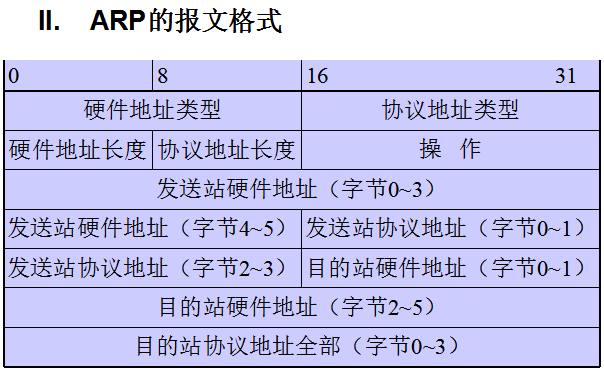 II. ARP的报文格式
0 8 16 31
硬件地址类型 协议地址类型
硬件地址长度 协议地址长度 操 作
发送站硬件地址（字节0~3）
发送站硬件地址（字节4~5） 发送站协议地址（字节0~1）
发送站协议地址（字节2~3） 目的站硬件地址（字节0~1）
目的站硬件地址（字节2~5）
目的站协议地址全部（字节0~3）